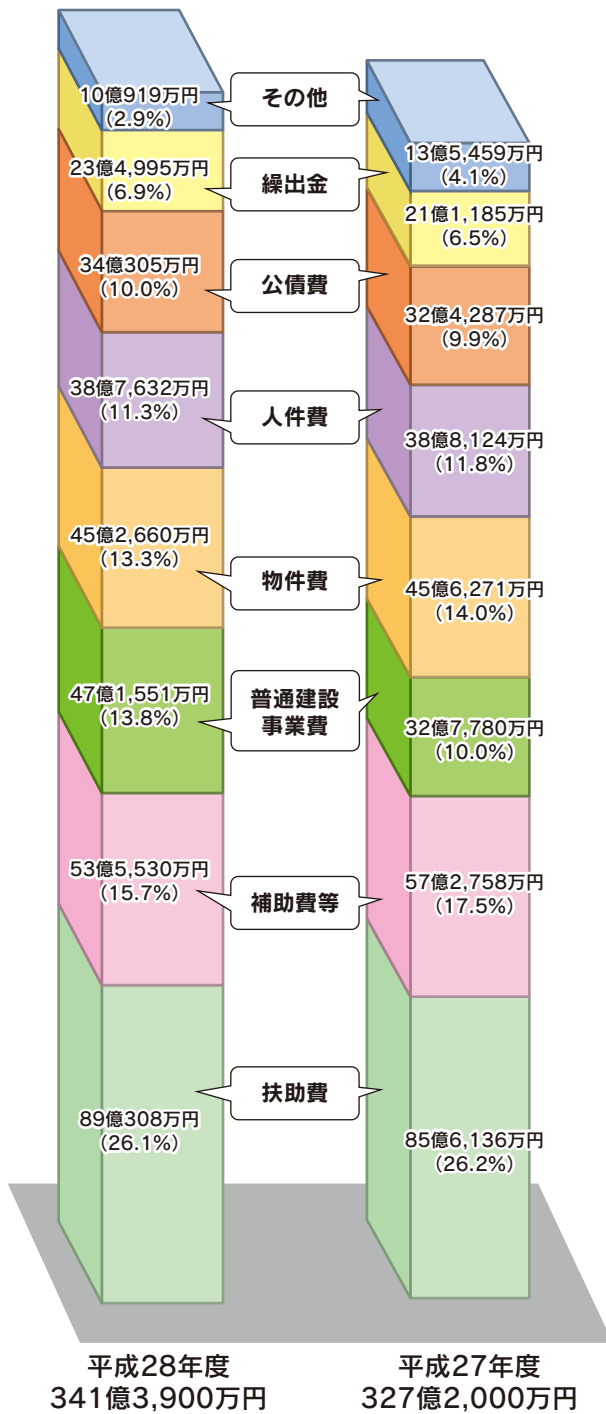 10億919万円
(2.9%)
その他
13億5,459万円
(4.1%)
23億4,995万円
(6.9%)
繰出金
21億1,185万円
(6.5%)
34億305万円
(10.0%)
公債費
32億4,287万円
(9.9%)
38億7,632万円
(11.3%)
人件費
38億8,124万円
(11.8%)
45億2,660万円
(13.3%)
物件費
45億6,271万円
(14.0%)
47億1,551万円
(13.8%)
普通建設
事業費
32億7,780万円
(10.0%)
53億5,530万円
(15.7%)
補助費等
57億2,758万円
(17.5%)
89億308万円
(26.1%)
扶助費
85億6,136万円
(26.2%)
平成28年度
341億3,900万円
平成27年度
327億2,000万円